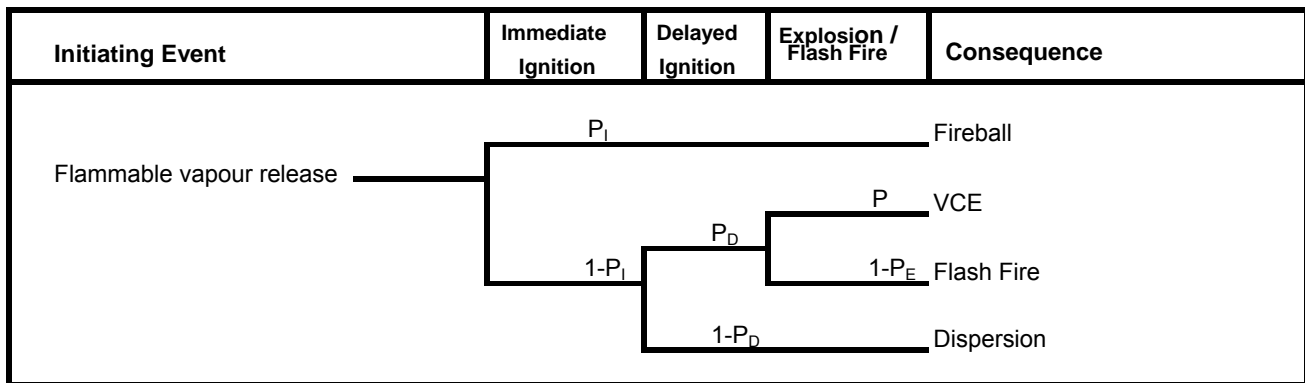 Initiating Event
Immediate Ignition
Delayed Ignition
Explosion / Flash Fire
Consequence
P_I
Fireball
Flammable vapour release
P
VCE
P_D
1-P_I
1-P_E
Flash Fire
1-P_D
Dispersion